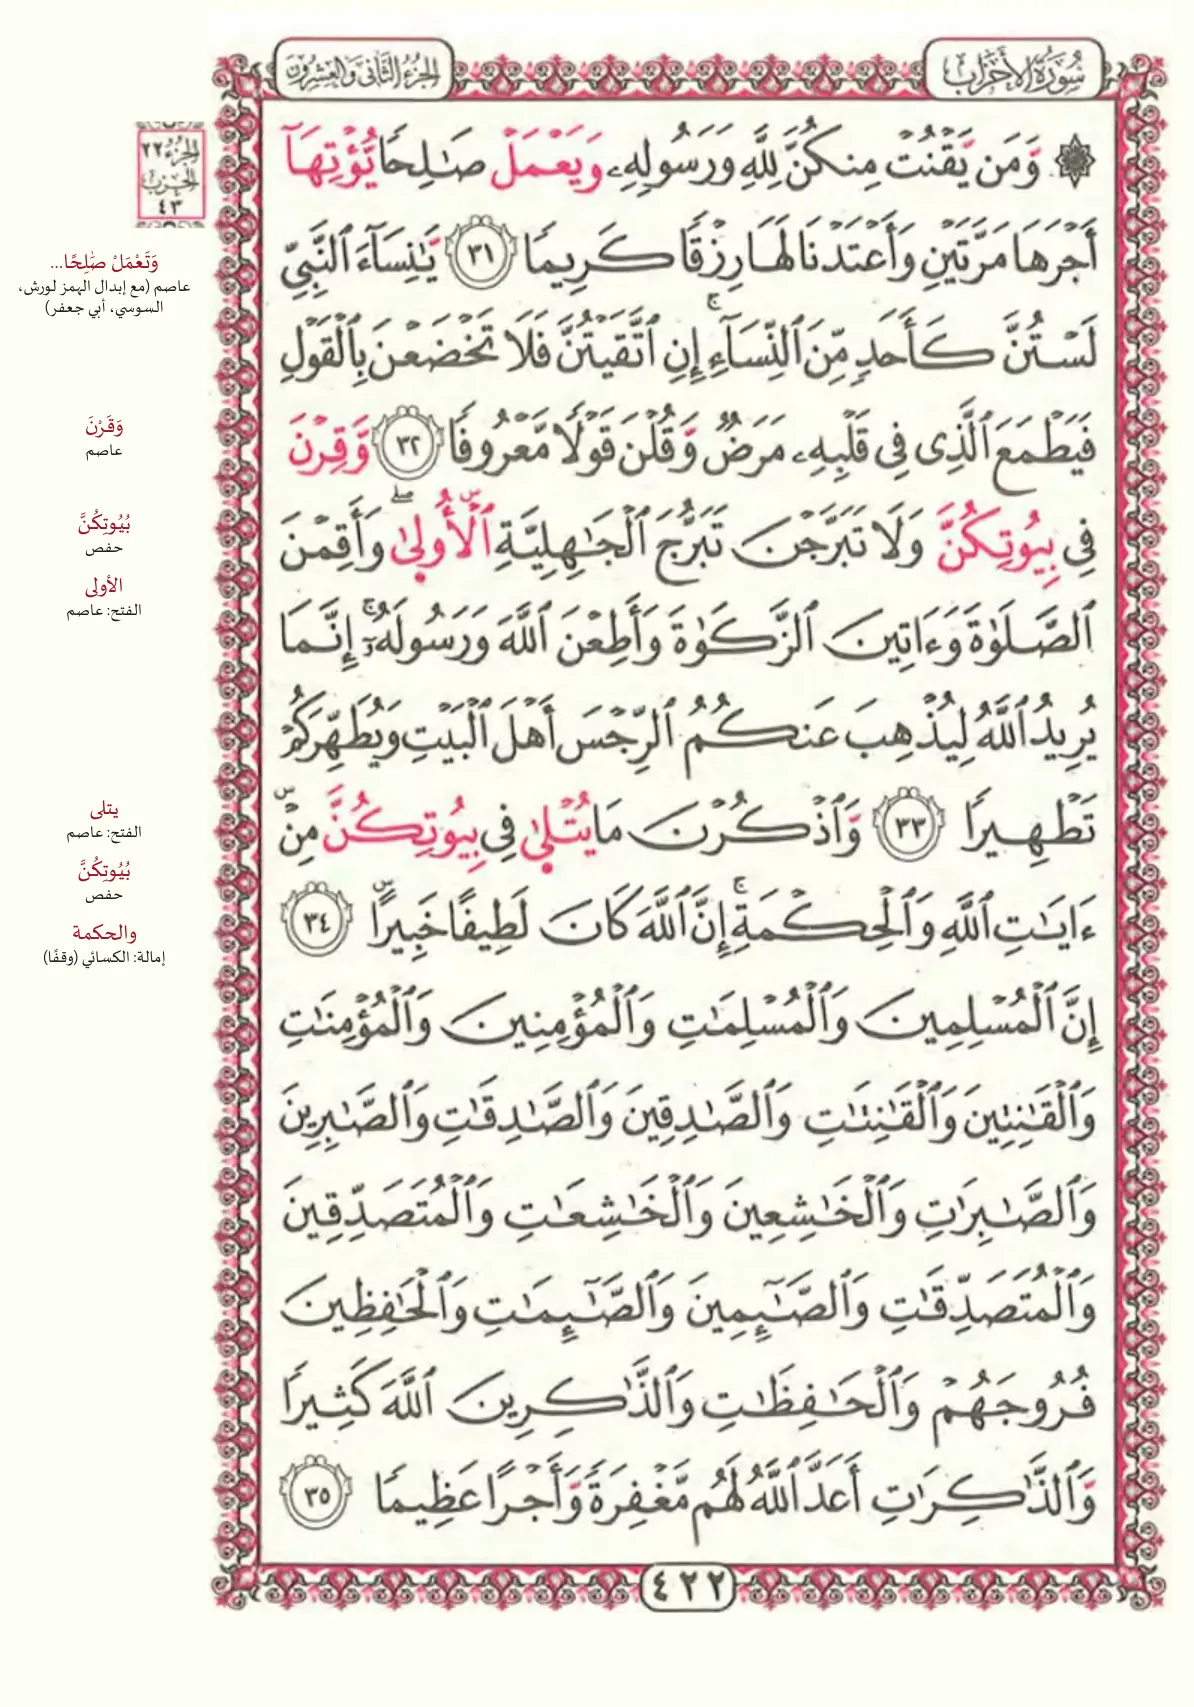 سُورَةُ الأَحْزَابِ
الجُزْءُ الثَّانِي وَالعِشْرُونَ
الجزء ٢٢
الحزب
٤٣
۞ وَمَن يَقْنُتْ مِنكُنَّ لِلَّهِ وَرَسُولِهِۦ وَيَعْمَلْ صَٰلِحًا يُؤْتِهَآ
أَجْرَهَا مَرَّتَيْنِ وَأَعْتَدْنَا لَهَا رِزْقًا كَرِيمًا ٣١ يَٰنِسَآءَ ٱلنَّبِيِّ
لَسْتُنَّ كَأَحَدٍ مِّنَ ٱلنِّسَآءِ ۚ إِنِ ٱتَّقَيْتُنَّ فَلَا تَخْضَعْنَ بِٱلْقَوْلِ
فَيَطْمَعَ ٱلَّذِى فِى قَلْبِهِۦ مَرَضٌ وَقُلْنَ قَوْلًا مَّعْرُوفًا ٣٢ وَقِرْنَ
فِى بِيُوتِكُنَّ وَلَا تَبَرَّجْنَ تَبَرُّجَ ٱلْجَٰهِلِيَّةِ ٱلْأُولَىٰ ۖ وَأَقِمْنَ
ٱلصَّلَوٰةَ وَءَاتِينَ ٱلزَّكَوٰةَ وَأَطِعْنَ ٱللَّهَ وَرَسُولَهُۥٓ ۚ إِنَّمَا
يُرِيدُ ٱللَّهُ لِيُذْهِبَ عَنكُمُ ٱلرِّجْسَ أَهْلَ ٱلْبَيْتِ وَيُطَهِّرَكُمْ
تَطْهِيرًا ٣٣ وَٱذْكُرْنَ مَا يُتْلَىٰ فِى بِيُوتِكُنَّ مِنْ
ءَايَٰتِ ٱللَّهِ وَٱلْحِكْمَةِ ۚ إِنَّ ٱللَّهَ كَانَ لَطِيفًا خَبِيرًا ٣٤
إِنَّ ٱلْمُسْلِمِينَ وَٱلْمُسْلِمَٰتِ وَٱلْمُؤْمِنِينَ وَٱلْمُؤْمِنَٰتِ
وَٱلْقَٰنِتِينَ وَٱلْقَٰنِتَٰتِ وَٱلصَّٰدِقِينَ وَٱلصَّٰدِقَٰتِ وَٱلصَّٰبِرِينَ
وَٱلصَّٰبِرَٰتِ وَٱلْخَٰشِعِينَ وَٱلْخَٰشِعَٰتِ وَٱلْمُتَصَدِّقِينَ
وَٱلْمُتَصَدِّقَٰتِ وَٱلصَّٰٓئِمِينَ وَٱلصَّٰٓئِمَٰتِ وَٱلْحَٰفِظِينَ
فُرُوجَهُمْ وَٱلْحَٰفِظَٰتِ وَٱلذَّٰكِرِينَ ٱللَّهَ كَثِيرًا
وَٱلذَّٰكِرَٰتِ أَعَدَّ ٱللَّهُ لَهُم مَّغْفِرَةً وَأَجْرًا عَظِيمًا ٣٥
٤٢٢
وَتَعْمَلْ صَٰلِحًا...
عاصم (مع إبدال الهمز لورش،
السوسي، أبي جعفر)
وَقَرْنَ
عاصم
بُيُوتِكُنَّ
حفص
الأولى
الفتح: عاصم
يتلى
الفتح: عاصم
بُيُوتِكُنَّ
حفص
والحكمة
إمالة: الكسائي (وقفًا)